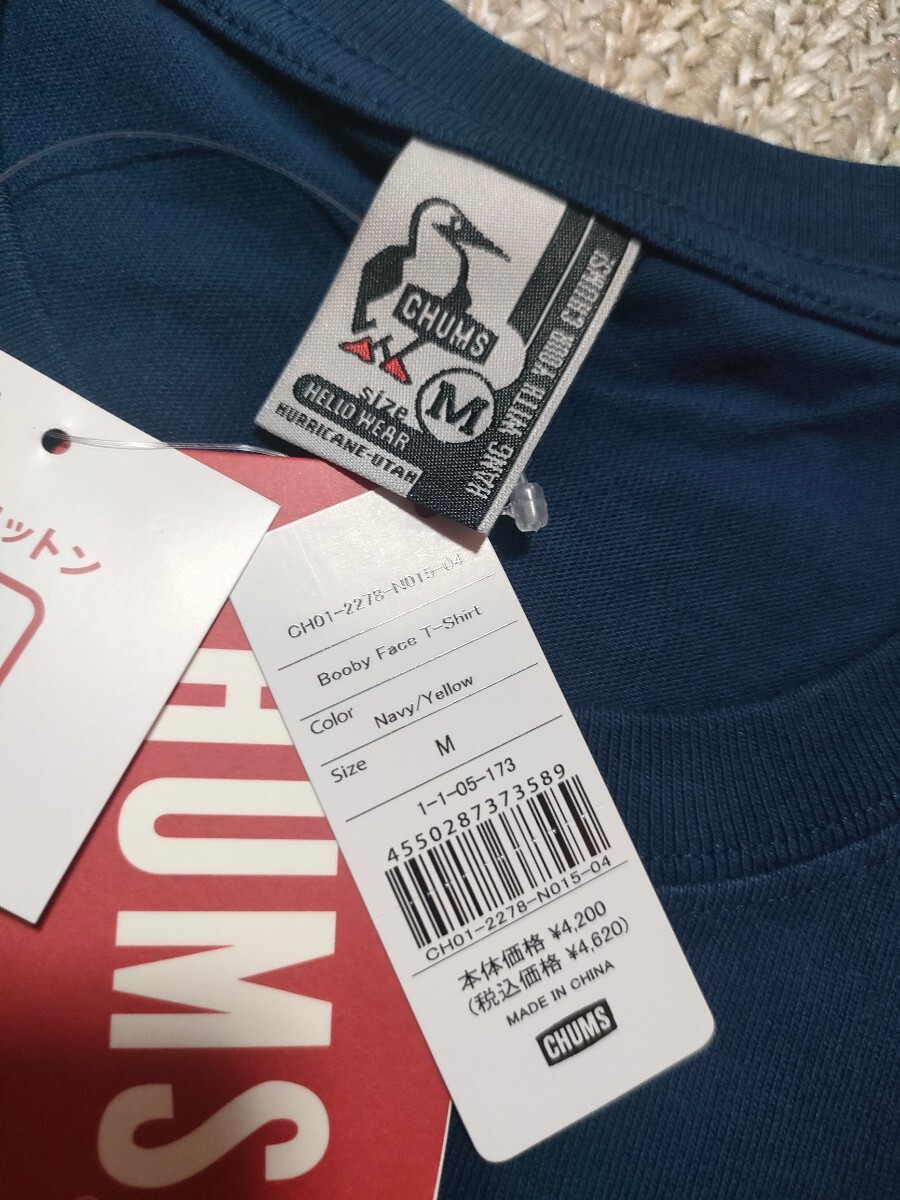 CHUMS
size M
HELLO WEAR
HURRICANE-UTAH
HANG WITH YOUR CHUMS!
ットン
HUMS
CH01-2278-N015-04
Booby Face T-Shirt
Color Navy/Yellow
Size M
1-1-05-173
4550287373589
CH01-2278-N015-04
本体価格 ¥4,200
(税込価格 ¥4,620)
MADE IN CHINA
CHUMS